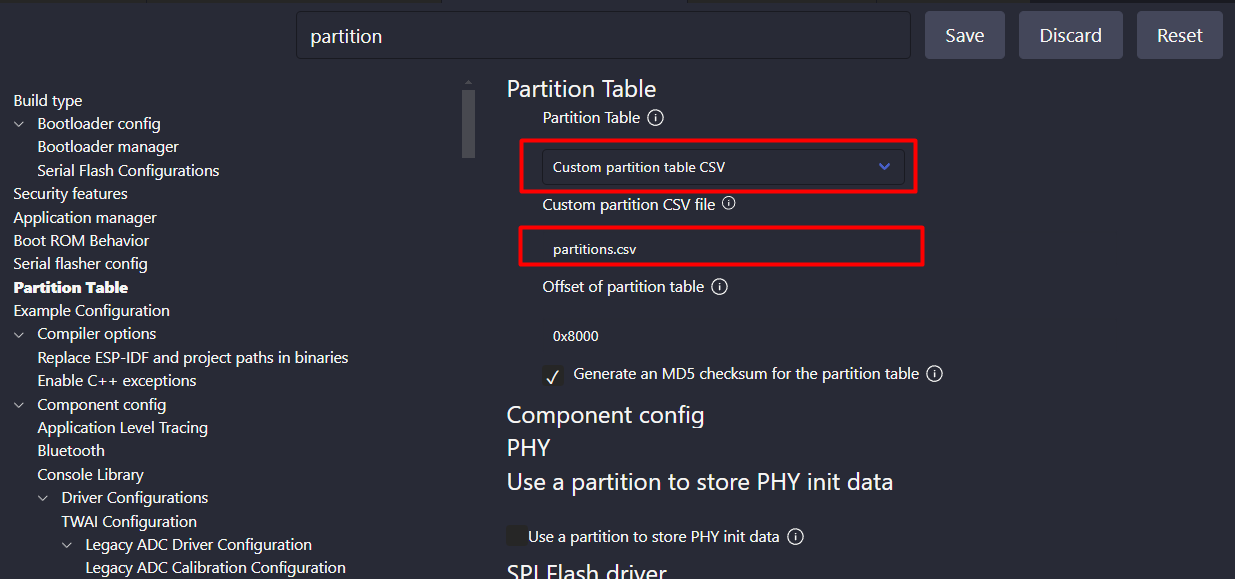 partition
Save
Discard
Reset
Build type
Bootloader config
Bootloader manager
Serial Flash Configurations
Security features
Application manager
Boot ROM Behavior
Serial flasher config
Partition Table
Example Configuration
Compiler options
Replace ESP-IDF and project paths in binaries
Enable C++ exceptions
Component config
Application Level Tracing
Bluetooth
Console Library
Driver Configurations
TWAI Configuration
Legacy ADC Driver Configuration
Legacy ADC Calibration Configuration
Partition Table
Partition Table
Custom partition table CSV
Custom partition CSV file
partitions.csv
Offset of partition table
0x8000
Generate an MD5 checksum for the partition table
Component config
PHY
Use a partition to store PHY init data
Use a partition to store PHY init data
SPI Flash driver